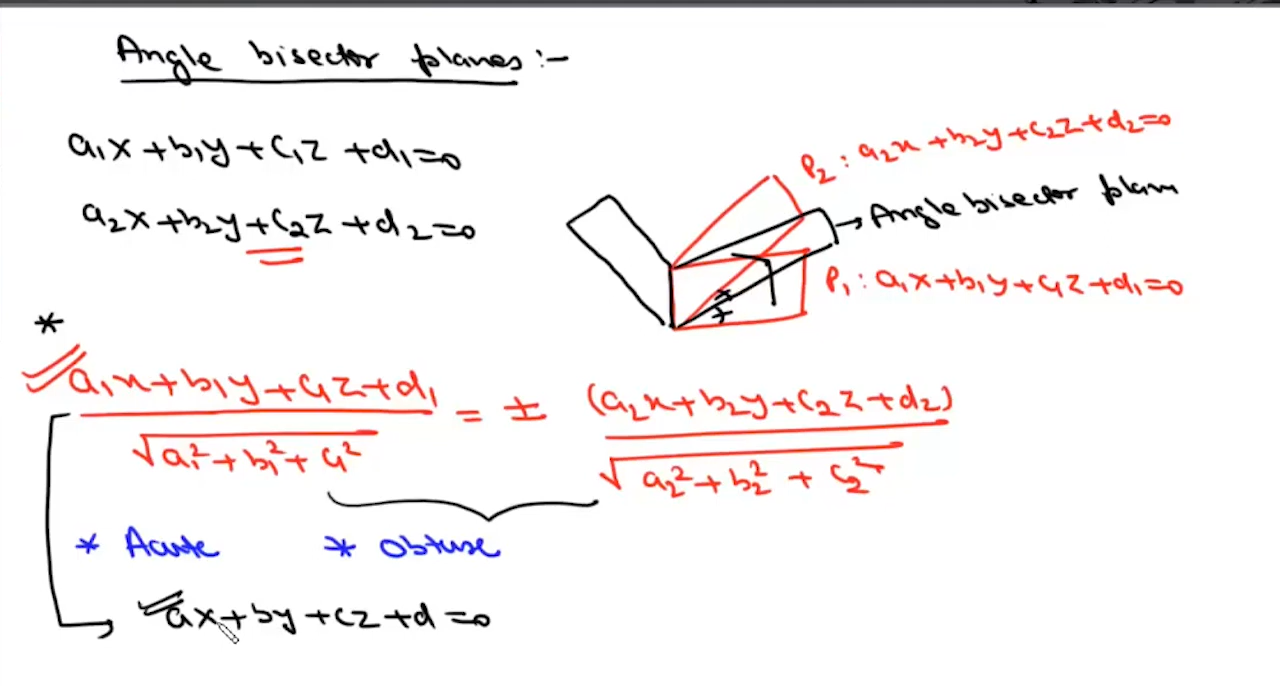 Angle bisector planes :-
a₁x + b₁y + c₁z + d₁ = 0
a₂x + b₂y + c₂z + d₂ = 0
P₂ : a₂x + b₂y + c₂z + d₂ = 0
→ Angle bisector plan
P₁ : a₁x + b₁y + c₁z + d₁ = 0
*
a₁x + b₁y + c₁z + d₁ / √a₁² + b₁² + c₁² = ± (a₂x + b₂y + c₂z + d₂) / √a₂² + b₂² + c₂²
* Acute * Obtuse
ax + by + cz + d = 0